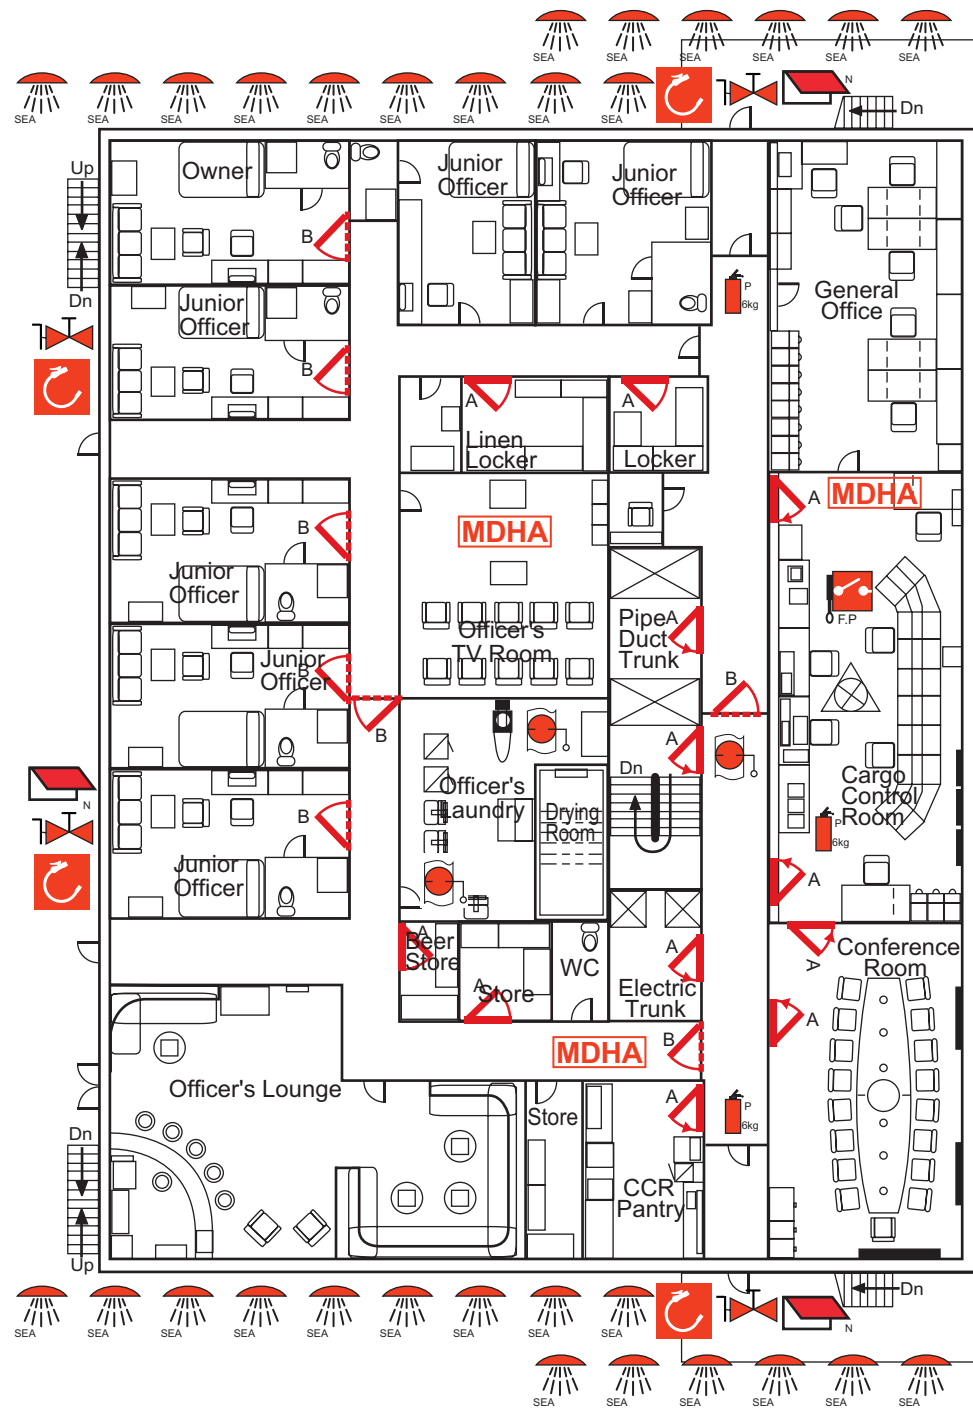 SEA SEA SEA SEA SEA SEA
SEA SEA SEA SEA SEA SEA SEA SEA SEA
N
Dn
Up
Owner
Junior
Officer
Junior
Officer
B
P
6kg
Dn
General
Office
Junior
Officer
B
A
A
Linen
Locker
Locker
MDHA
A
MDHA
B
Junior
Officer
F.P
Officer's
TV Room
Pipe
Duct
Trunk
A
Junior
Officer
B
B
B
A
Dn
Officer's
Laundry
Drying
Room
Cargo
Control
Room
P
6kg
N
B
Junior
Officer
A
A
Beer
Store
A
Store
WC
A
Electric
Trunk
A
Conference
Room
A
MDHA
B
Officer's Lounge
Store
A
P
6kg
CCR
Pantry
Dn
Up
Dn
N
SEA SEA SEA SEA SEA SEA SEA SEA SEA
SEA SEA SEA SEA SEA SEA